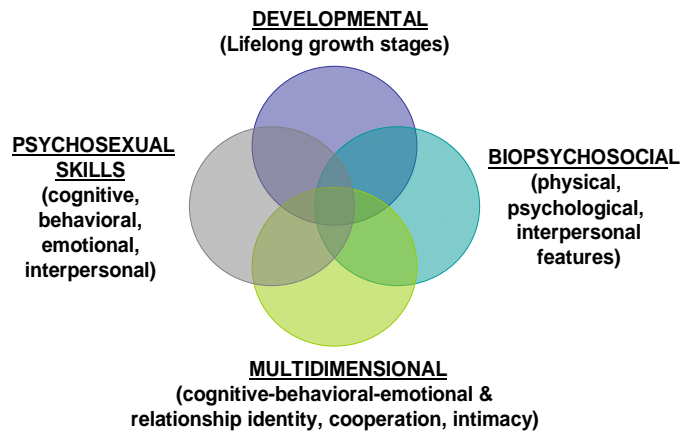 DEVELOPMENTAL
(Lifelong growth stages)
PSYCHOSEXUAL
SKILLS
(cognitive,
behavioral,
emotional,
interpersonal)
BIOPSYCHOSOCIAL
(physical,
psychological,
interpersonal
features)
MULTIDIMENSIONAL
(cognitive-behavioral-emotional &
relationship identity, cooperation, intimacy)